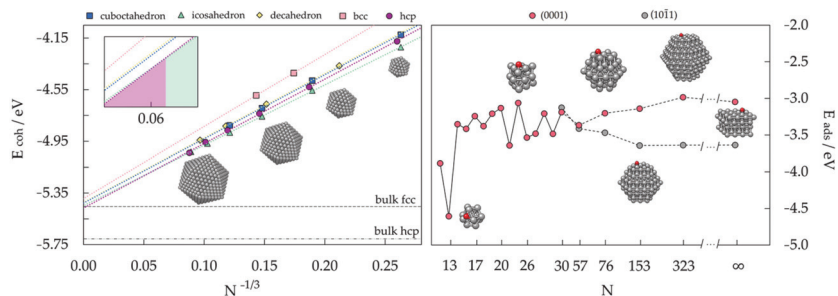 cuboctahedron icosahedron decahedron bcc hcp
(0001) (101̄1)
-4.15
-4.55
-4.95
-5.35
-5.75
E coh / eV
0.06
bulk fcc
bulk hcp
0.00 0.05 0.10 0.15 0.20 0.25
N -1/3
-2.0
-2.5
-3.0
-3.5
-4.0
-4.5
-5.0
E ads / eV
/.../
/.../
/.../
13 17 20 26 30 57 76 153 323 ∞
N